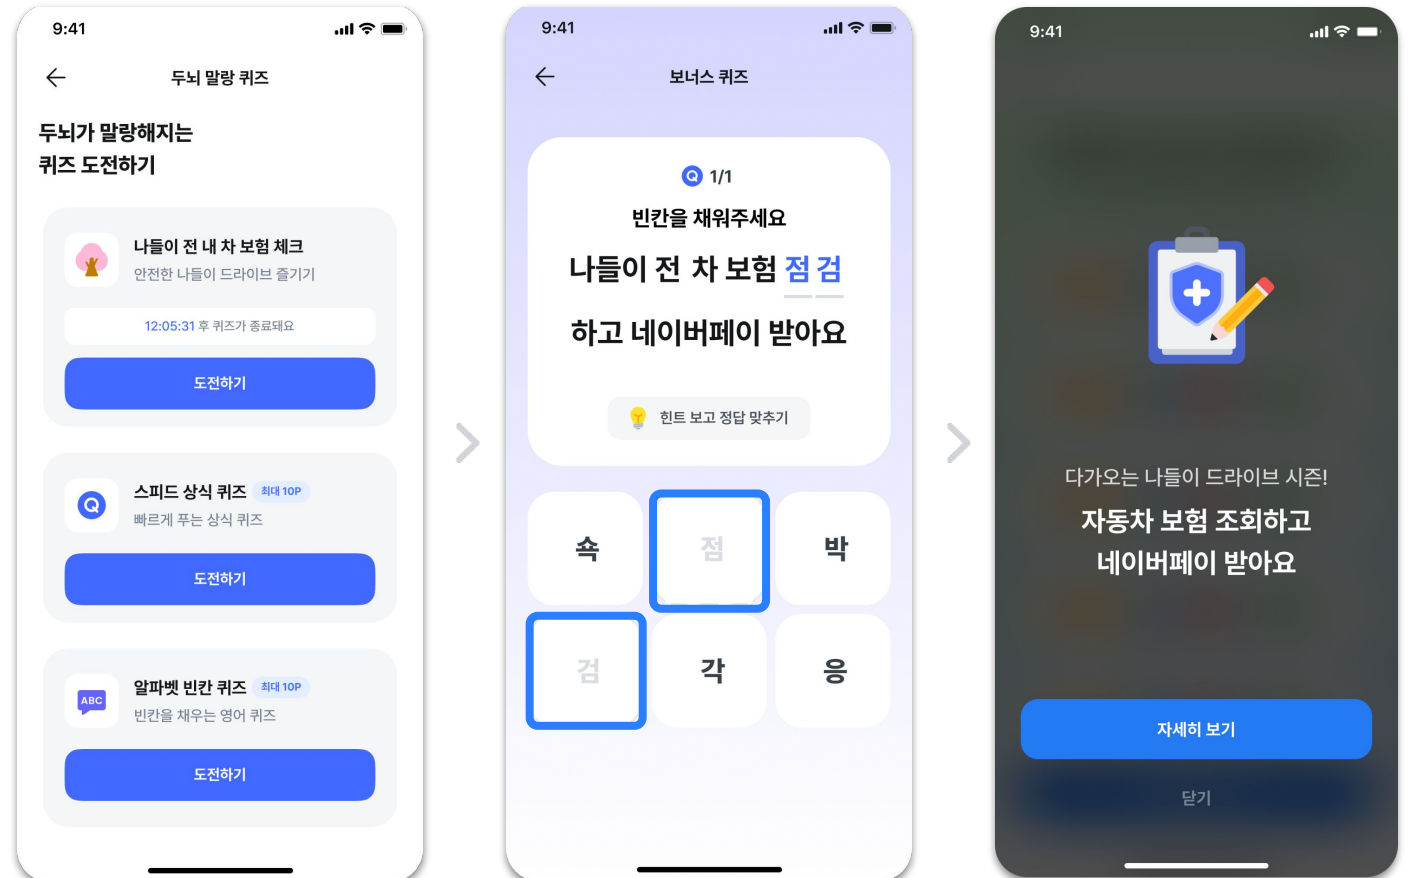 9:41
두뇌 말랑 퀴즈
두뇌가 말랑해지는
퀴즈 도전하기
나들이 전 내 차 보험 체크
안전한 나들이 드라이브 즐기기
12:05:31 후 퀴즈가 종료돼요
도전하기
스피드 상식 퀴즈 최대 10P
빠르게 푸는 상식 퀴즈
Q
도전하기
알파벳 빈칸 퀴즈 최대 10P
ABC
빈칸을 채우는 영어 퀴즈
도전하기
9:41
보너스 퀴즈
Q 1/1
빈칸을 채워주세요
나들이 전 차 보험 점 검
하고 네이버페이 받아요
힌트 보고 정답 맞추기
쇽 점 박
검 각 응
9:41
다가오는 나들이 드라이브 시즌!
자동차 보험 조회하고
네이버페이 받아요
자세히 보기
닫기